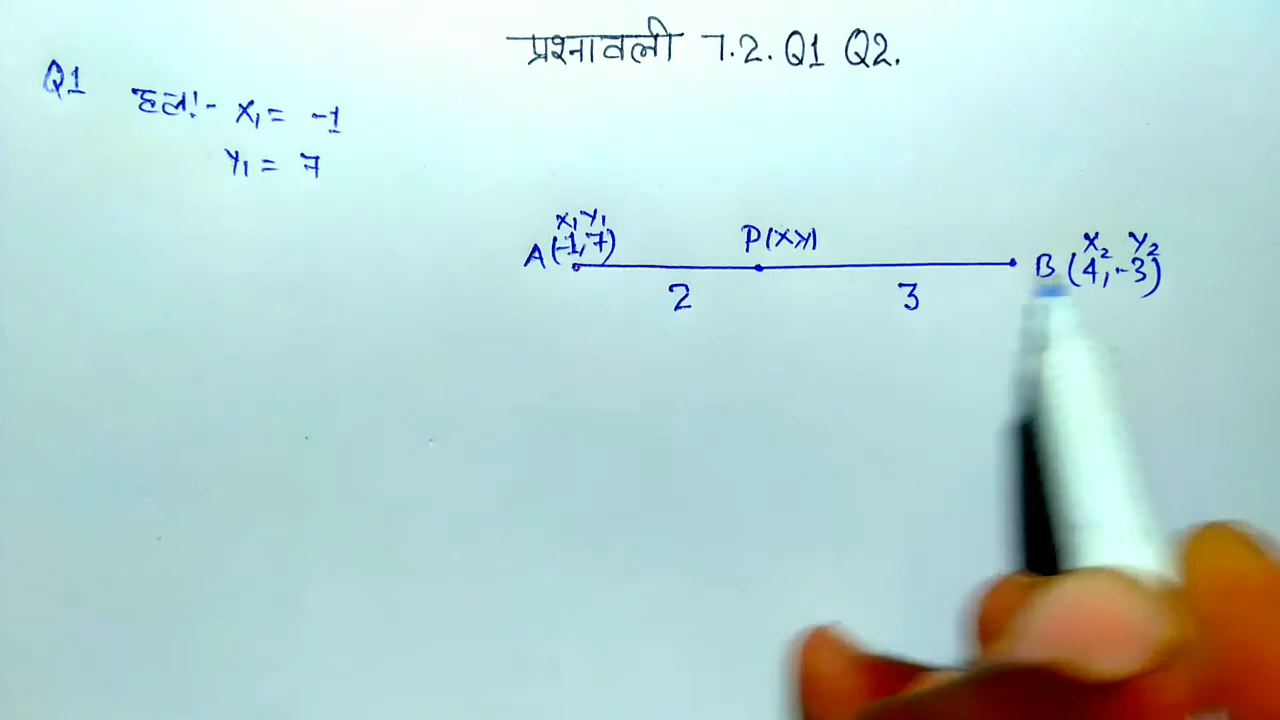 प्रश्नावली 7.2. Q1 Q2.
Q1 हल!- x₁ = -1
y₁ = 7
x₁ y₁
A(-1,7)
P(x y)
x₂ y₂
B (4,-3)
2 3